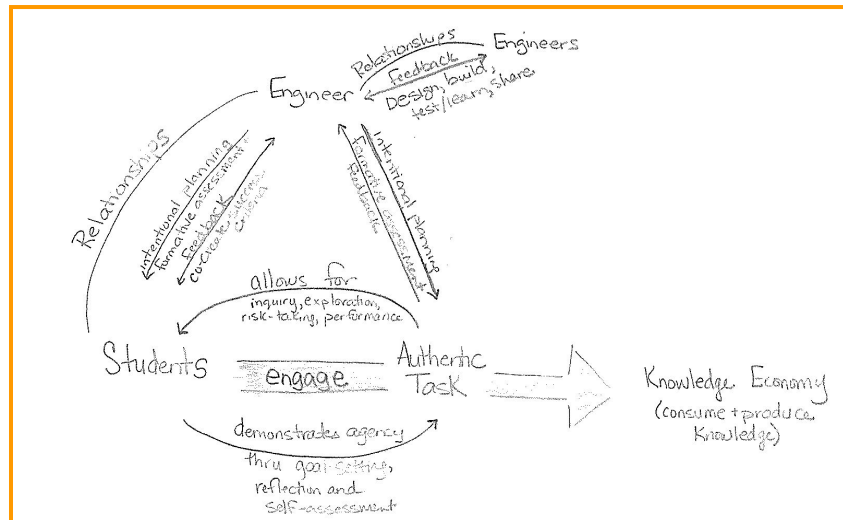 Relationships
Engineers
Feedback
Design, build,
test/learn, share
Engineer
Relationships
intentional planning
formative assessment +
feedback
co-create success
criteria
Intentional planning
formative assessment +
feedback
allows for
inquiry, exploration,
risk-taking, performance
Students
engage
Authentic
Task
Knowledge Economy
(consume + produce
Knowledge)
demonstrates agency
thru goal-setting,
reflection and
self-assessment